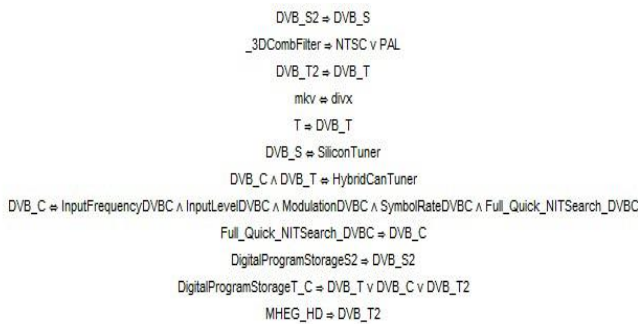 DVB_S2 ⇒ DVB_S
_3DCombFilter ⇒ NTSC ∨ PAL
DVB_T2 ⇒ DVB_T
mkv ⇔ divx
T ⇒ DVB_T
DVB_S ⇔ SiliconTuner
DVB_C ∧ DVB_T ⇔ HybridCanTuner
DVB_C ⇔ InputFrequencyDVBC ∧ InputLevelDVBC ∧ ModulationDVBC ∧ SymbolRateDVBC ∧ Full_Quick_NITSearch_DVBC
Full_Quick_NITSearch_DVBC ⇒ DVB_C
DigitalProgramStorageS2 ⇒ DVB_S2
DigitalProgramStorageT_C ⇒ DVB_T ∨ DVB_C ∨ DVB_T2
MHEG_HD ⇒ DVB_T2